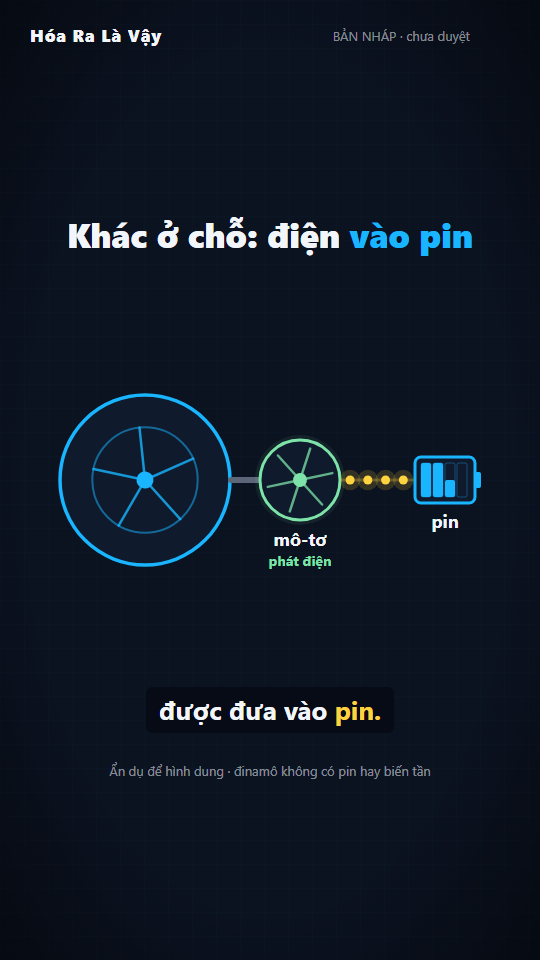 Hóa Ra Là Vậy
BẢN NHÁP · chưa duyệt
Khác ở chỗ: điện vào pin
mô-tơ
phát điện
pin
được đưa vào pin.
Ẩn dụ để hình dung · đinamô không có pin hay biến tần